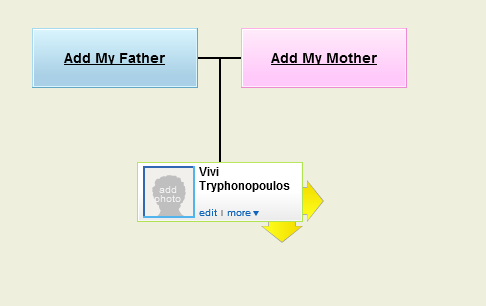 Add My Father
Add My Mother
Vivi
Tryphonopoulos
add
photo
edit | more ▾